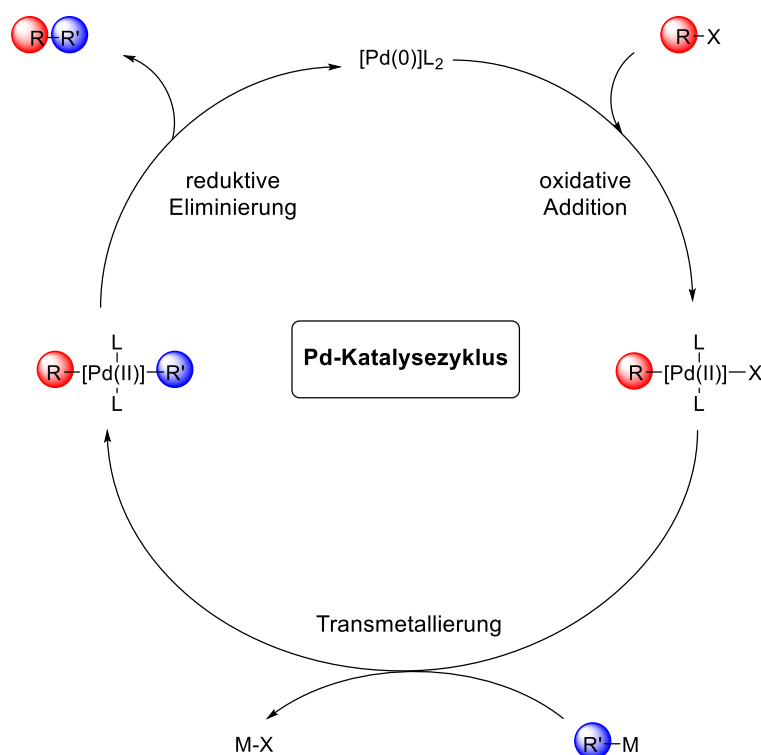 R-R'
[Pd(0)]L₂
R-X
reduktive
Eliminierung
oxidative
Addition
Pd-Katalysezyklus
L
R-[Pd(II)]-R'
L
L
R-[Pd(II)]-X
L
Transmetallierung
M-X
R'-M